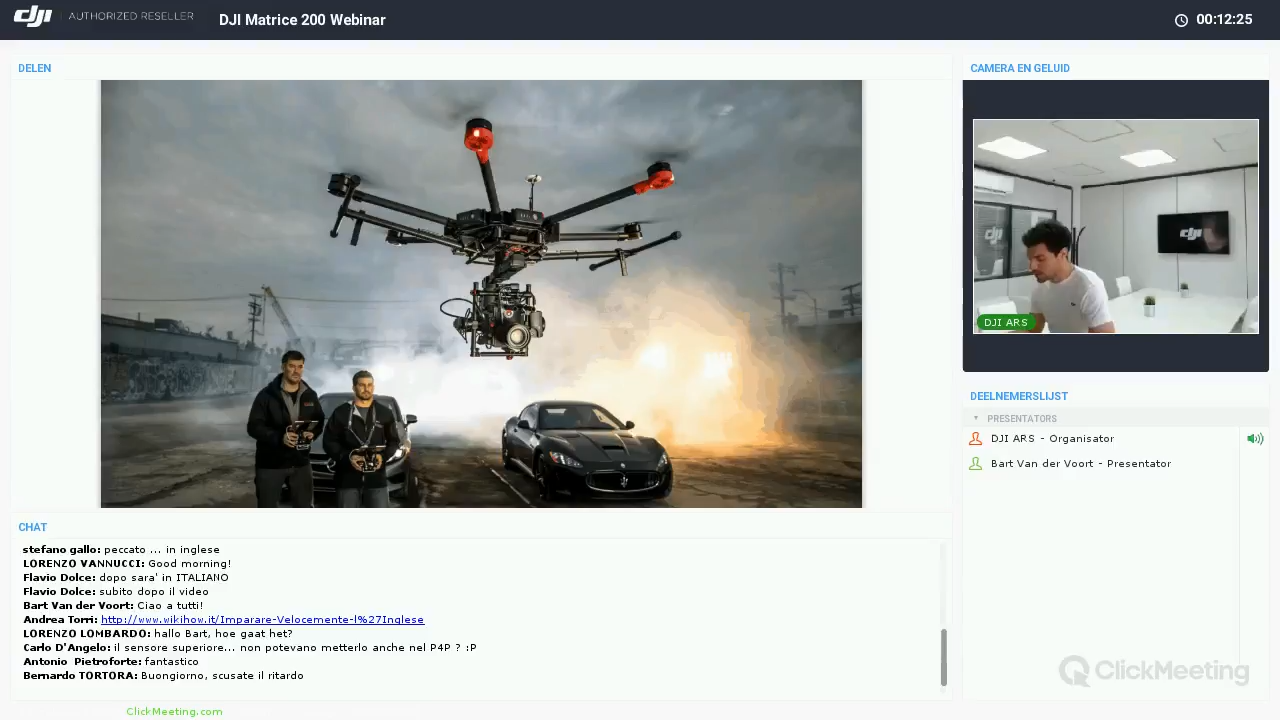 dji AUTHORIZED RESELLER DJI Matrice 200 Webinar 00:12:25
DELEN
CHAT
stefano gallo: peccato ... in inglese
LORENZO VANNUCCI: Good morning!
Flavio Dolce: dopo sara' in ITALIANO
Flavio Dolce: subito dopo il video
Bart Van der Voort: Ciao a tutti!
Andrea Torri: http://www.wikihow.it/Imparare-Velocemente-l%27Inglese
LORENZO LOMBARDO: hallo Bart, hoe gaat het?
Carlo D'Angelo: il sensore superiore... non potevano metterlo anche nel P4P ? :P
Antonio Pietroforte: fantastico
Bernardo TORTORA: Buongiorno, scusate il ritardo
ClickMeeting.com
CAMERA EN GELUID
dji
dji
DJI ARS
DEELNEMERSLIJST
PRESENTATORS
DJI ARS - Organisator
Bart Van der Voort - Presentator
ClickMeeting